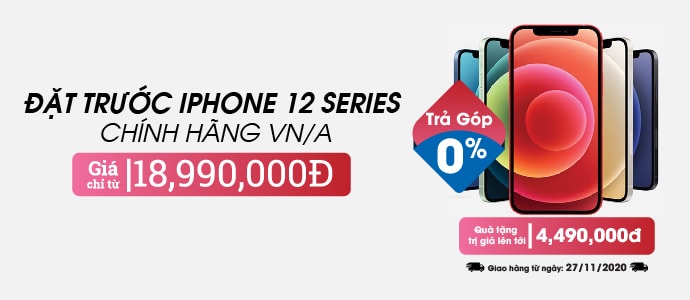 ĐẶT TRƯỚC IPHONE 12 SERIES
CHÍNH HÃNG VN/A
Giá
chỉ từ
18,990,000Đ
Trả Góp
0%
Quà tặng
trị giá lên tới
4,490,000đ
Giao hàng từ ngày: 27/11/2020